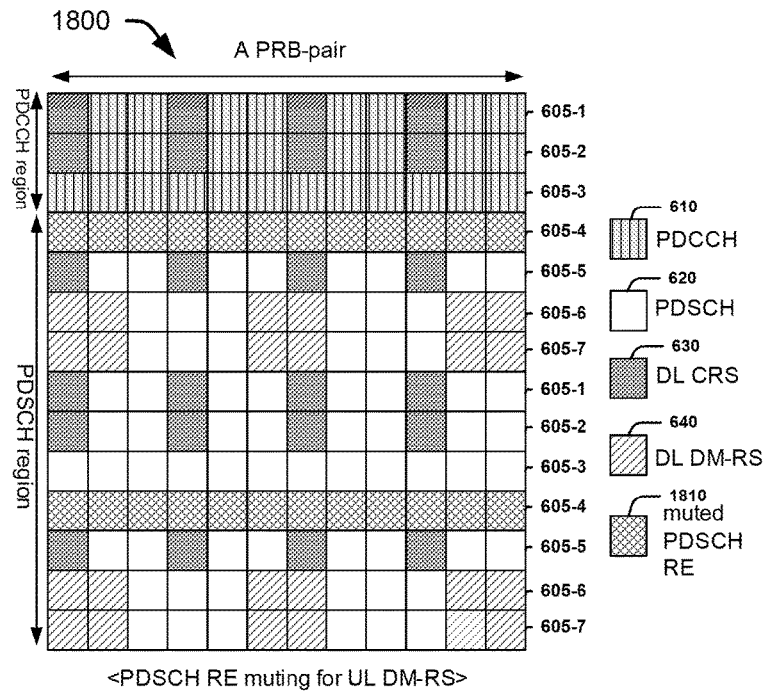 1800
A PRB-pair
PDCCH region
PDSCH region
605-1
605-2
605-3
605-4
605-5
605-6
605-7
605-1
605-2
605-3
605-4
605-5
605-6
605-7
610
PDCCH
620
PDSCH
630
DL CRS
640
DL DM-RS
1810
muted
PDSCH
RE
<PDSCH RE muting for UL DM-RS>